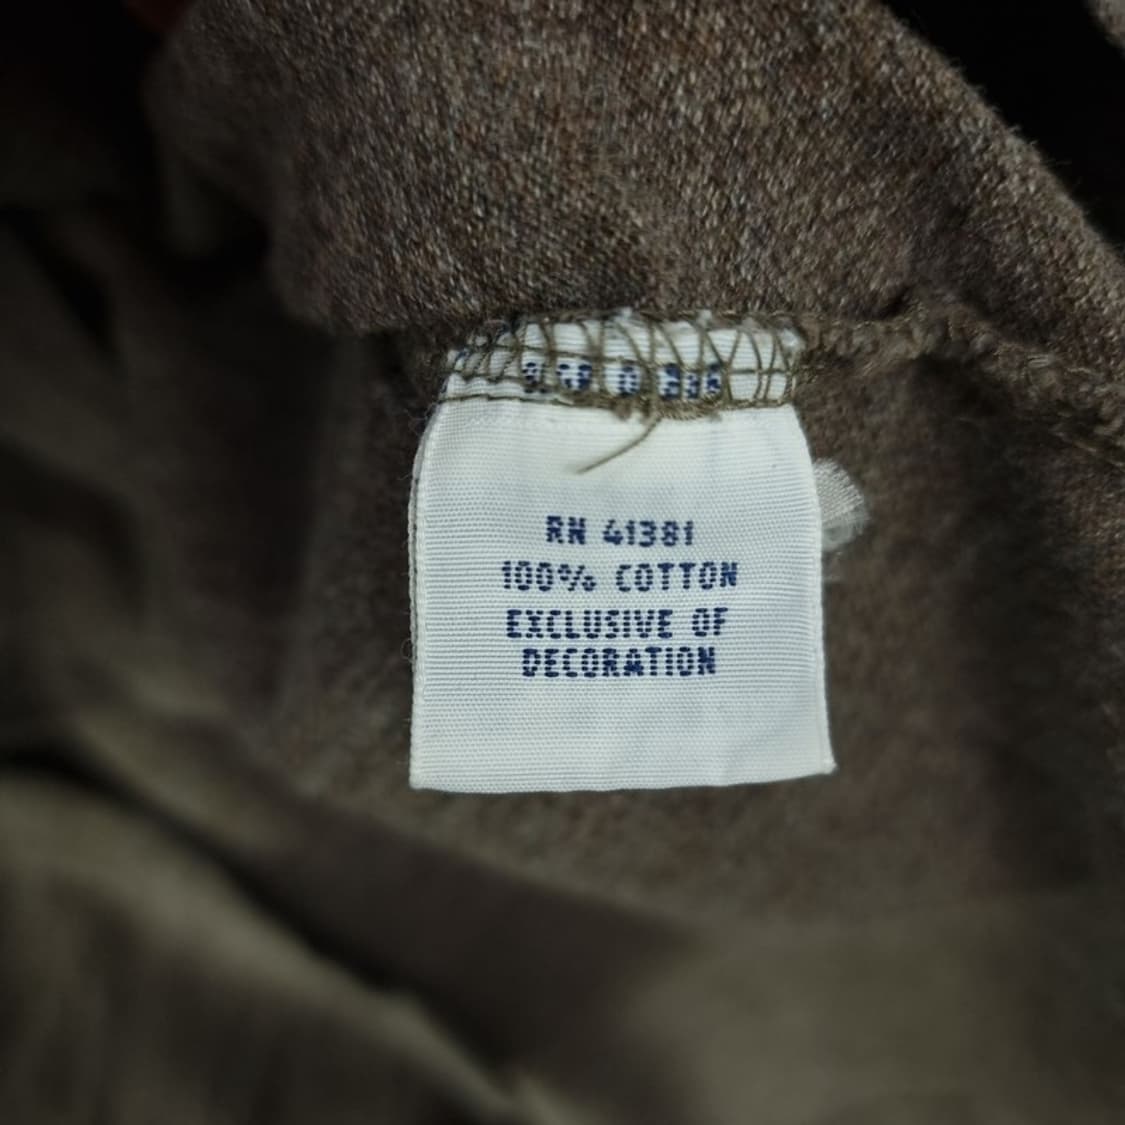 RN 41381
100% COTTON
EXCLUSIVE OF
DECORATION